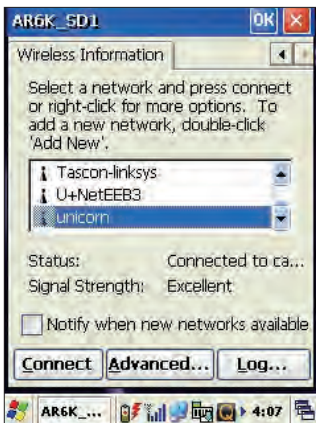 AR6K_SD1 OK
Wireless Information
Select a network and press connect
or right-click for more options. To
add a new network, double-click
'Add New'.
Tascon-linksys
U+NetEEB3
unicorn
Status: Connected to ca...
Signal Strength: Excellent
Notify when new networks available
Connect Advanced... Log...
AR6K_... 4:07